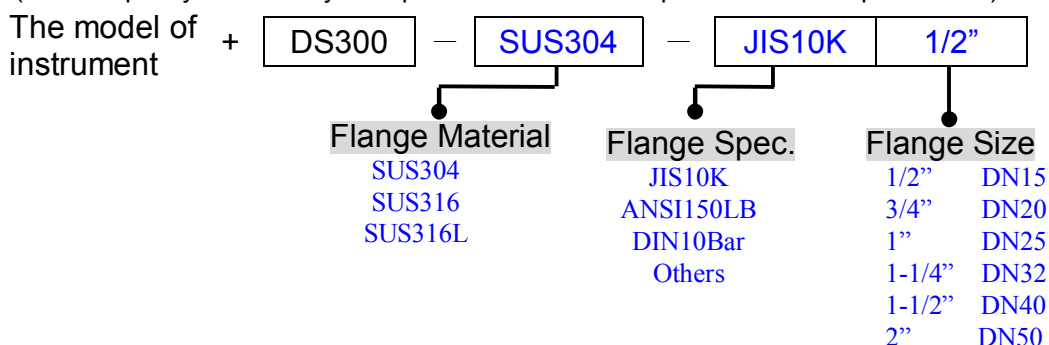 The model of
instrument
+ DS300 — SUS304 — JIS10K 1/2”
Flange Material
SUS304
SUS316
SUS316L
Flange Spec.
JIS10K
ANSI150LB
DIN10Bar
Others
Flange Size
1/2” DN15
3/4” DN20
1” DN25
1-1/4” DN32
1-1/2” DN40
2” DN50